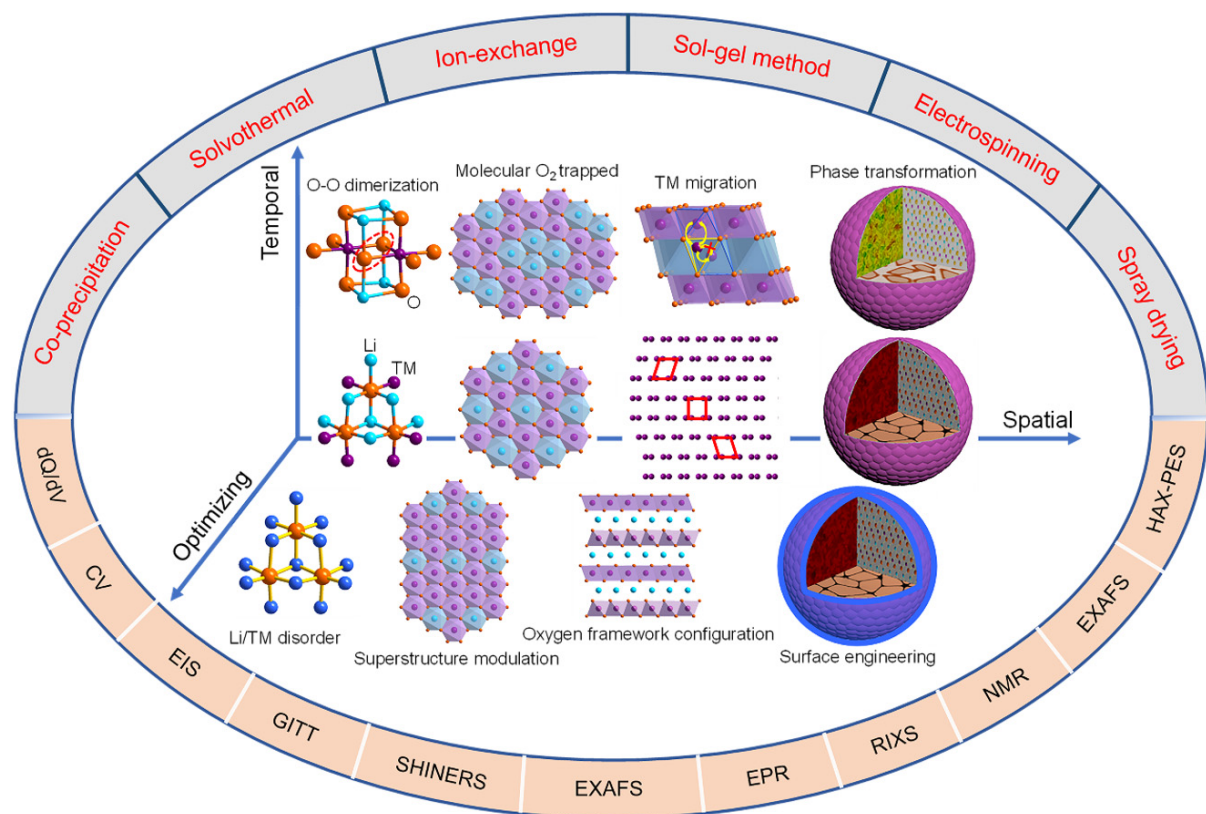 Co-precipitation
Solvothermal
Ion-exchange
Sol-gel method
Electrospinning
Spray drying
Temporal
O-O dimerization
Molecular O₂ trapped
TM migration
Phase transformation
O
Li
TM
Spatial
Optimizing
Li/TM disorder
Superstructure modulation
Oxygen framework configuration
Surface engineering
dQ/dV
CV
EIS
GITT
SHINERS
EXAFS
EPR
RIXS
NMR
EXAFS
HAX-PES